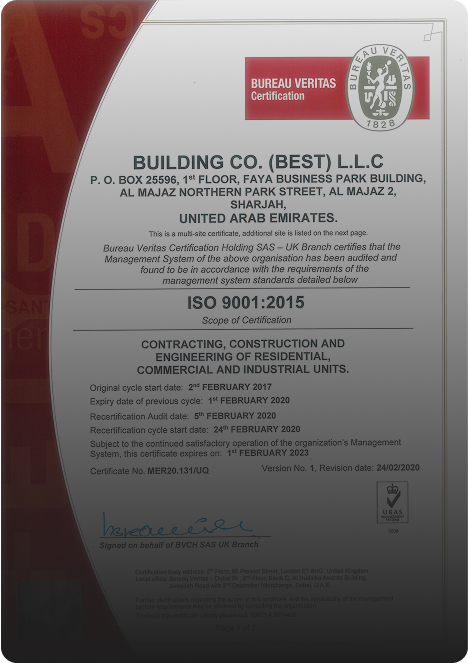 BUREAU VERITAS
Certification
BUREAU VERITAS
1828
BUILDING CO. (BEST) L.L.C
P. O. BOX 25596, 1st FLOOR, FAYA BUSINESS PARK BUILDING,
AL MAJAZ NORTHERN PARK STREET, AL MAJAZ 2,
SHARJAH,
UNITED ARAB EMIRATES.
This is a multi-site certificate, additional site is listed on the next page.
Bureau Veritas Certification Holding SAS – UK Branch certifies that the
Management System of the above organisation has been audited and
found to be in accordance with the requirements of the
management system standards detailed below
ISO 9001:2015
Scope of Certification
CONTRACTING, CONSTRUCTION AND
ENGINEERING OF RESIDENTIAL,
COMMERCIAL AND INDUSTRIAL UNITS.
Original cycle start date: 2nd FEBRUARY 2017
Expiry date of previous cycle: 1st FEBRUARY 2020
Recertification Audit date: 5th FEBRUARY 2020
Recertification cycle start date: 24th FEBRUARY 2020
Subject to the continued satisfactory operation of the organization's Management
System, this certificate expires on: 1st FEBRUARY 2023
Certificate No. MER20.131/UQ Version No. 1, Revision date: 24/02/2020
UKAS
MANAGEMENT
SYSTEMS
Signed on behalf of BVCH SAS UK Branch